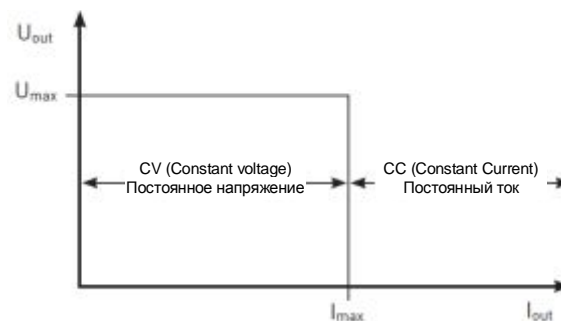 U_out
U_max
CV (Constant voltage)
Постоянное напряжение
CC (Constant Current)
Постоянный ток
I_max
I_out